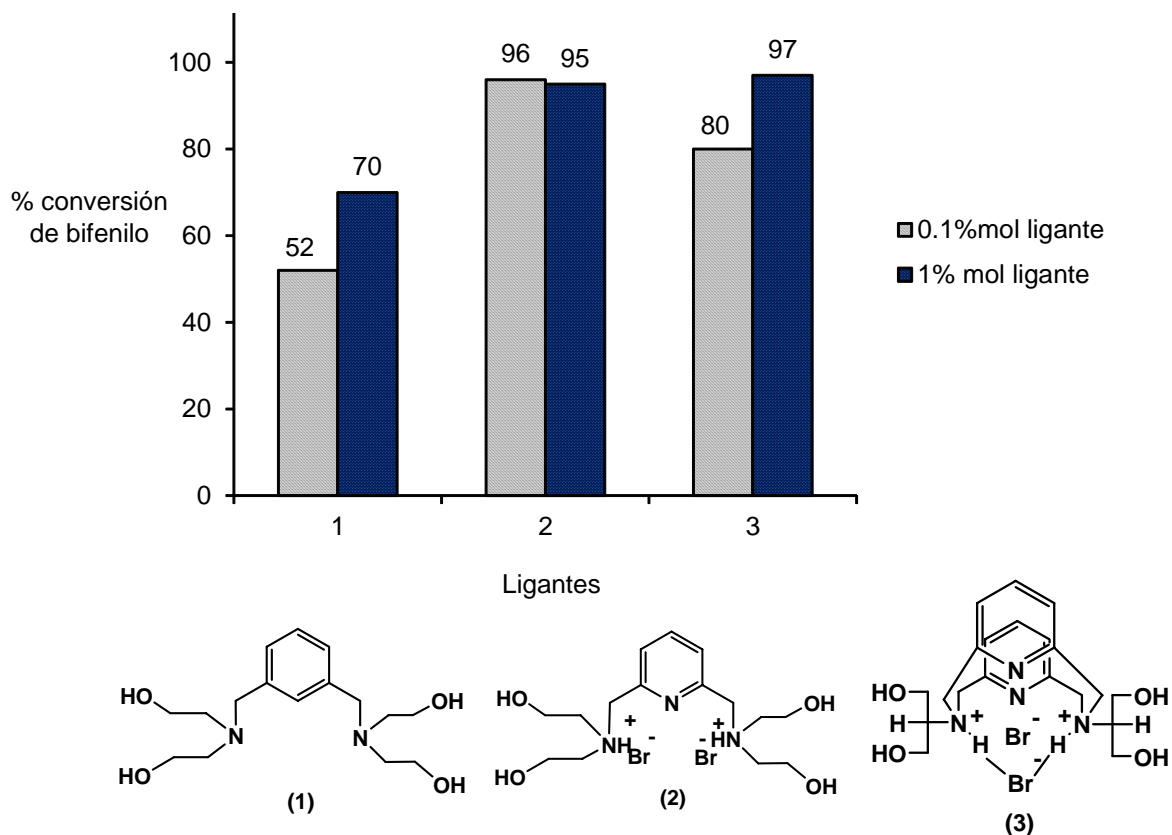 % conversión
de bifenilo
100
80
60
40
20
0
52
70
96
95
80
97
1
2
3
Ligantes
0.1%mol ligante
1% mol ligante
HO
OH
N
N
HO
OH
(1)
N
HO
OH
+
+
NH
-
-
HN
Br
Br
HO
OH
(2)
N
N
HO
OH
+
+
H
N
-
N
H
H
Br
H
HO
OH
-
Br
(3)